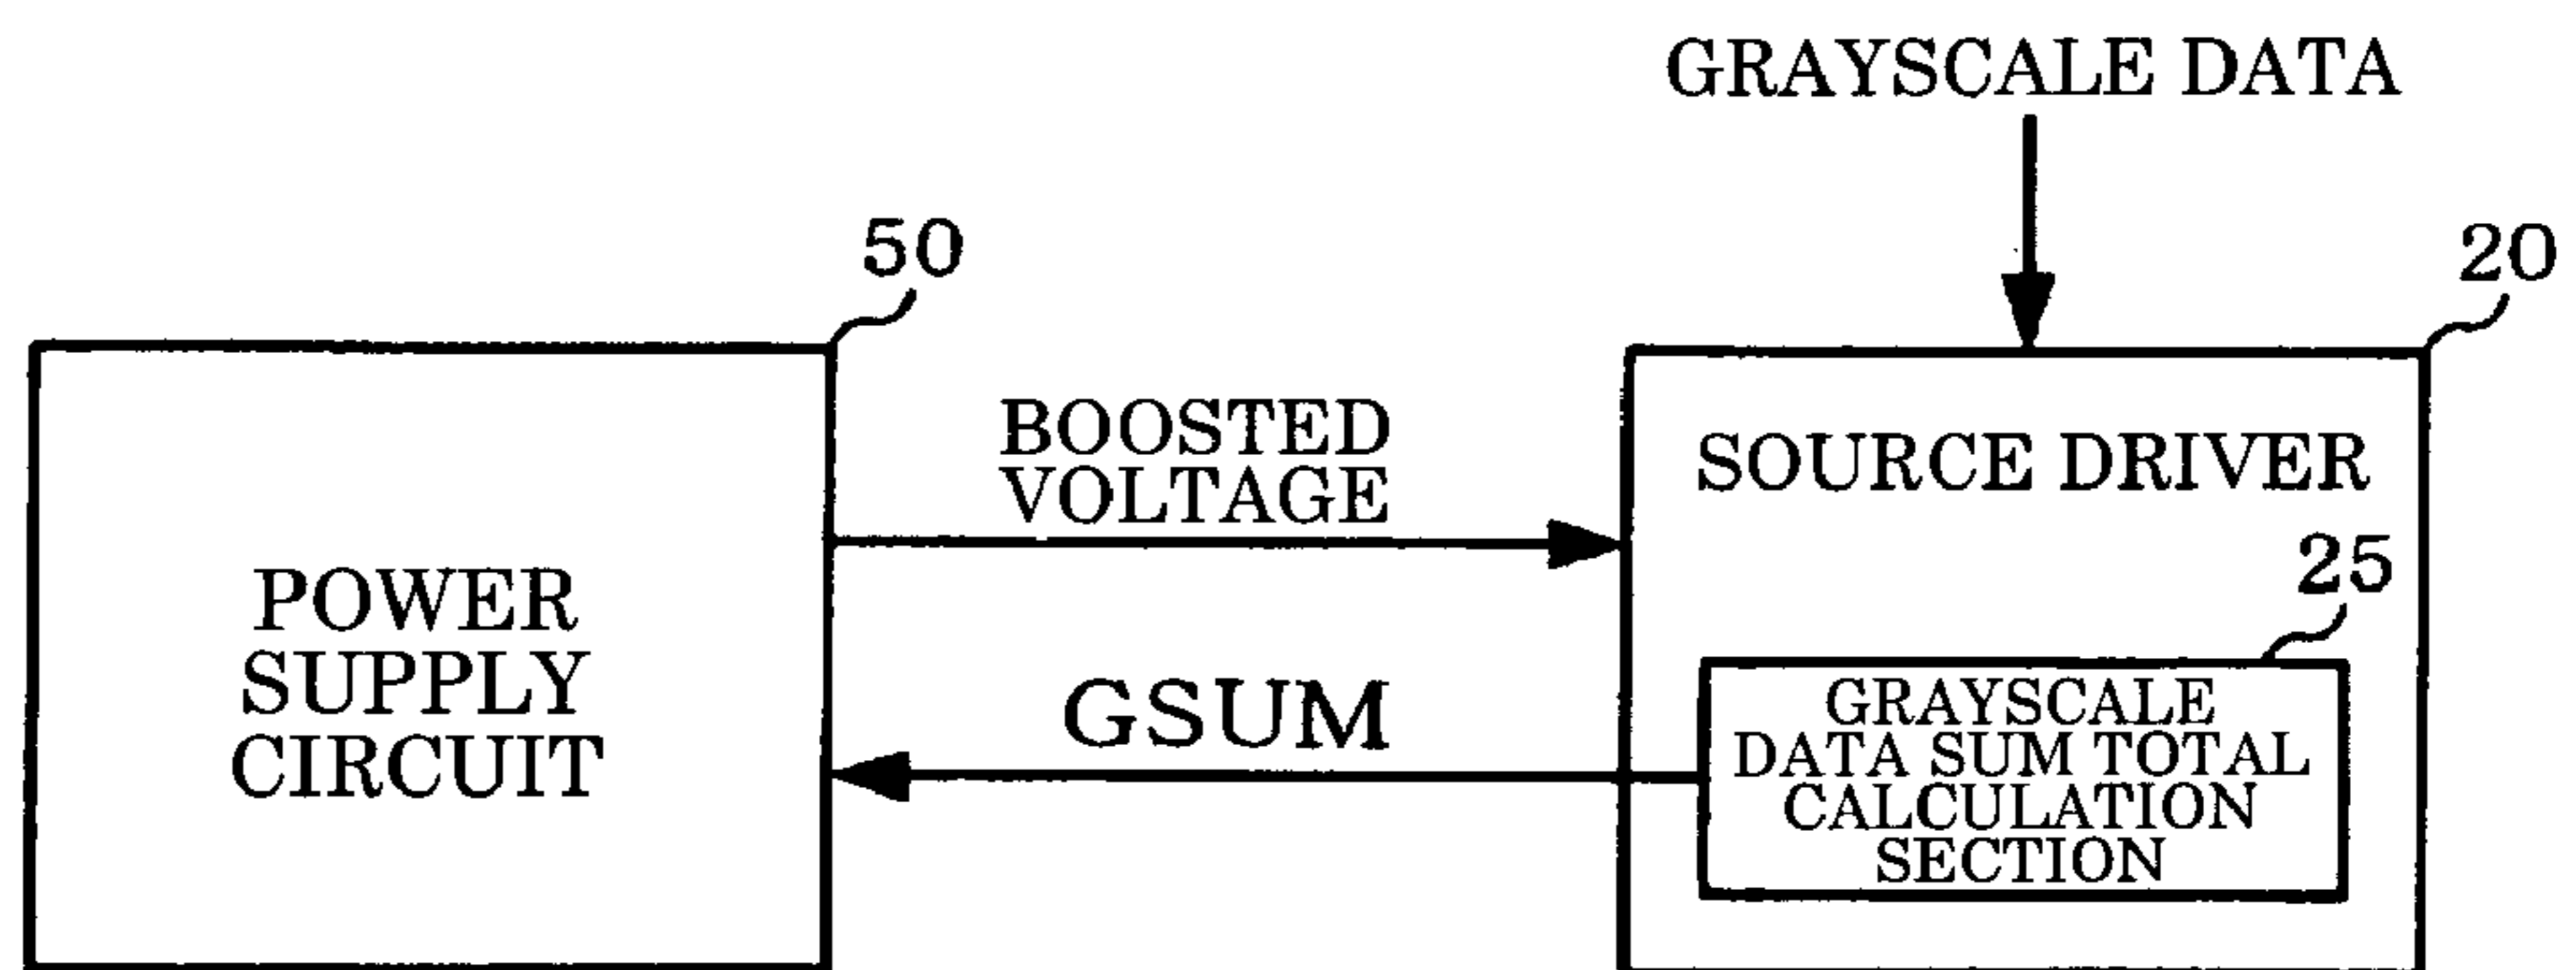 GRAYSCALE DATA
50
20
BOOSTED
VOLTAGE
SOURCE DRIVER
25
POWER
SUPPLY
CIRCUIT
GSUM
GRAYSCALE
DATA SUM TOTAL
CALCULATION
SECTION